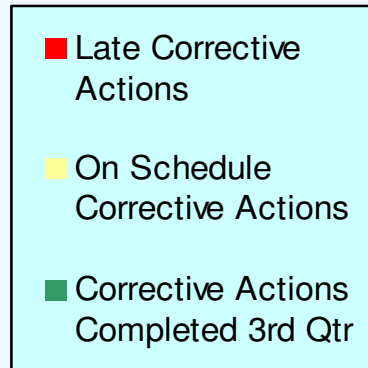 Late Corrective
Actions
On Schedule
Corrective Actions
Corrective Actions
Completed 3rd Qtr